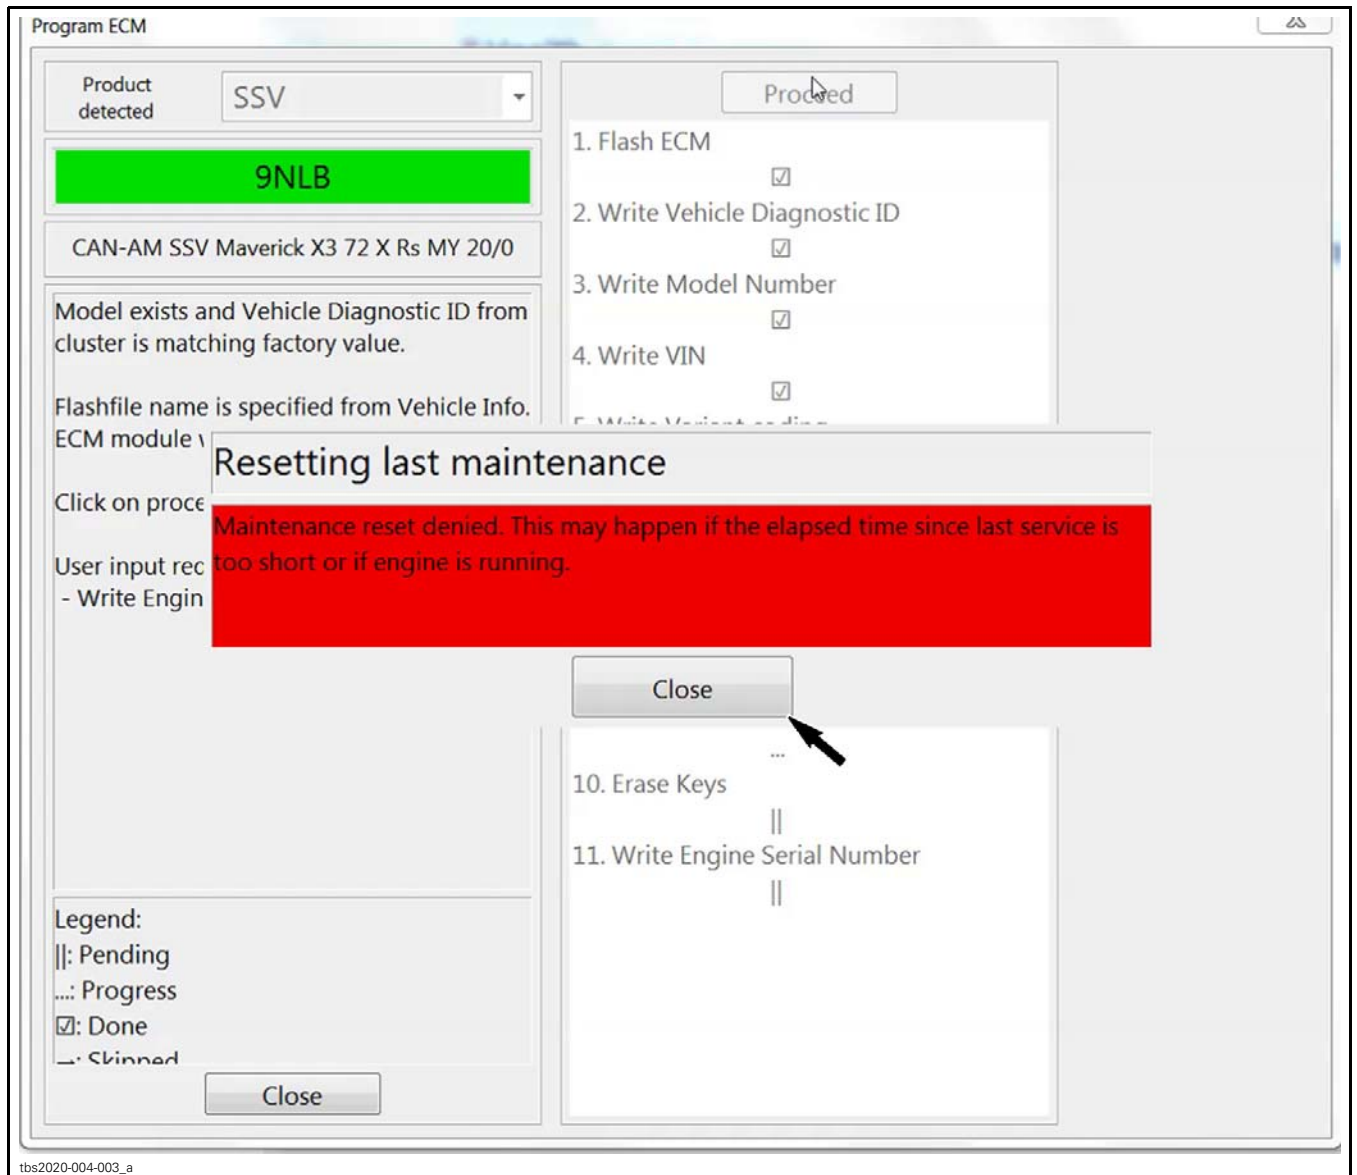 Program ECM
Product
detected
SSV
9NLB
CAN-AM SSV Maverick X3 72 X Rs MY 20/0
Model exists and Vehicle Diagnostic ID from
cluster is matching factory value.
Flashfile name is specified from Vehicle Info.
ECM module
Click on proce
User input rec
- Write Engin
Legend:
||: Pending
...: Progress
☑: Done
→: Skipped
Close
Proceed
1. Flash ECM
☑
2. Write Vehicle Diagnostic ID
☑
3. Write Model Number
☑
4. Write VIN
☑
5. Write Variant coding
Resetting last maintenance
Maintenance reset denied. This may happen if the elapsed time since last service is
too short or if engine is running.
Close
...
10. Erase Keys
||
11. Write Engine Serial Number
||
tbs2020-004-003_a